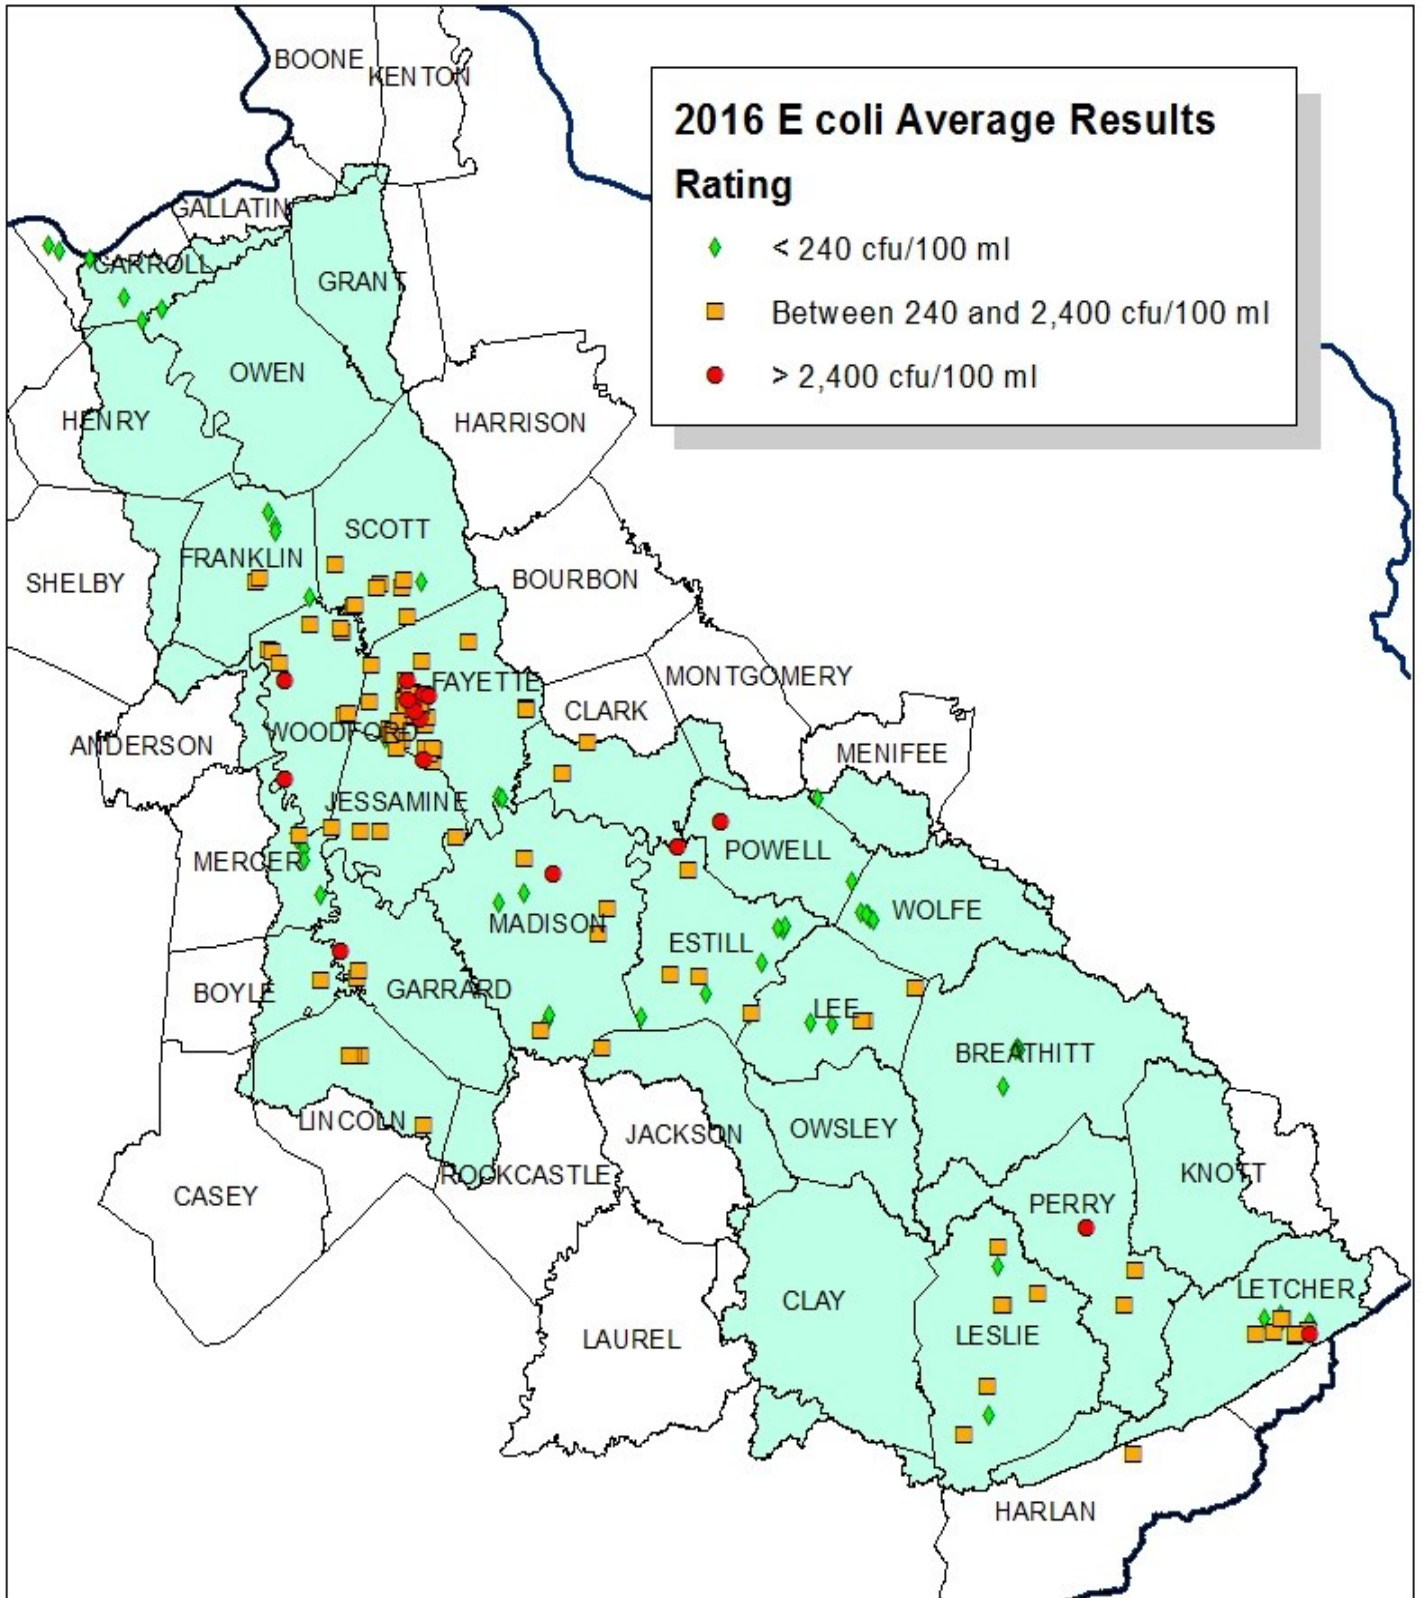 BOONE
KENTON
2016 E coli Average Results
Rating
< 240 cfu/100 ml
Between 240 and 2,400 cfu/100 ml
> 2,400 cfu/100 ml
GALLATIN
CARROLL
GRANT
OWEN
HENRY
HARRISON
SCOTT
FRANKLIN
SHELBY
BOURBON
MONTGOMERY
FAYETTE
CLARK
WOODFORD
ANDERSON
MENIFEE
JESSAMINE
MERCER
POWELL
WOLFE
MADISON
ESTILL
BOYLE
GARRARD
LEE
BREATHITT
LINCOLN
JACKSON
OWSLEY
ROCKCASTLE
KNOTT
CASEY
PERRY
LETCHER
CLAY
LESLIE
LAUREL
HARLAN